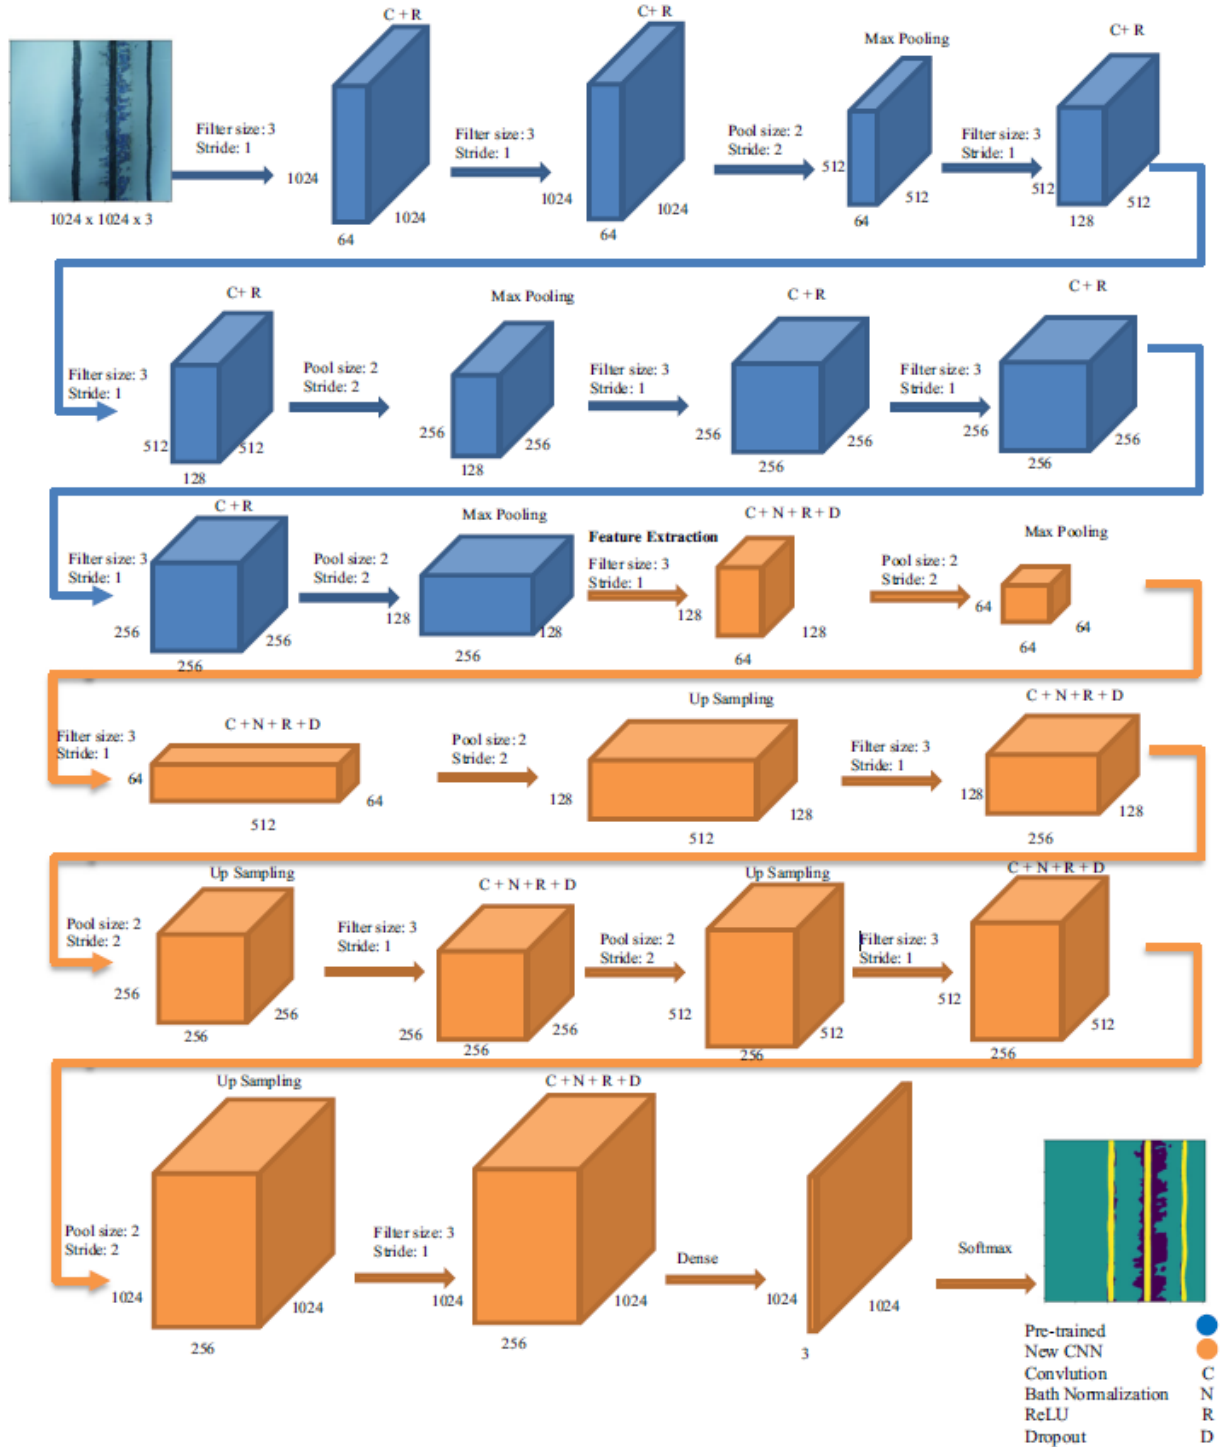 C + R
C+ R
Max Pooling
C+ R
Filter size: 3
Stride: 1
Filter size: 3
Stride: 1
Pool size: 2
Stride: 2
Filter size: 3
Stride: 1
1024
1024
64
1024
1024
64
512
512
64
512
512
128
1024 x 1024 x 3
C+ R
Max Pooling
C + R
C + R
Filter size: 3
Stride: 1
Pool size: 2
Stride: 2
Filter size: 3
Stride: 1
Filter size: 3
Stride: 1
512
512
128
256
256
128
256
256
256
256
256
256
C + R
Max Pooling
C + N + R + D
Max Pooling
Filter size: 3
Stride: 1
Pool size: 2
Stride: 2
Feature Extraction
Filter size: 3
Stride: 1
Pool size: 2
Stride: 2
256
256
256
128
128
256
128
128
64
64
64
64
C + N + R + D
Up Sampling
C + N + R + D
Filter size: 3
Stride: 1
Pool size: 2
Stride: 2
Filter size: 3
Stride: 1
64
64
512
128
128
512
128
128
256
Up Sampling
C + N + R + D
Up Sampling
C + N + R + D
Pool size: 2
Stride: 2
Filter size: 3
Stride: 1
Pool size: 2
Stride: 2
Filter size: 3
Stride: 1
256
256
256
256
256
256
512
512
256
512
512
256
Up Sampling
C + N + R + D
Pool size: 2
Stride: 2
Filter size: 3
Stride: 1
Dense
Softmax
1024
1024
256
1024
1024
256
1024
1024
3
Pre-trained
New CNN
Convlution C
Bath Normalization N
ReLU R
Dropout D